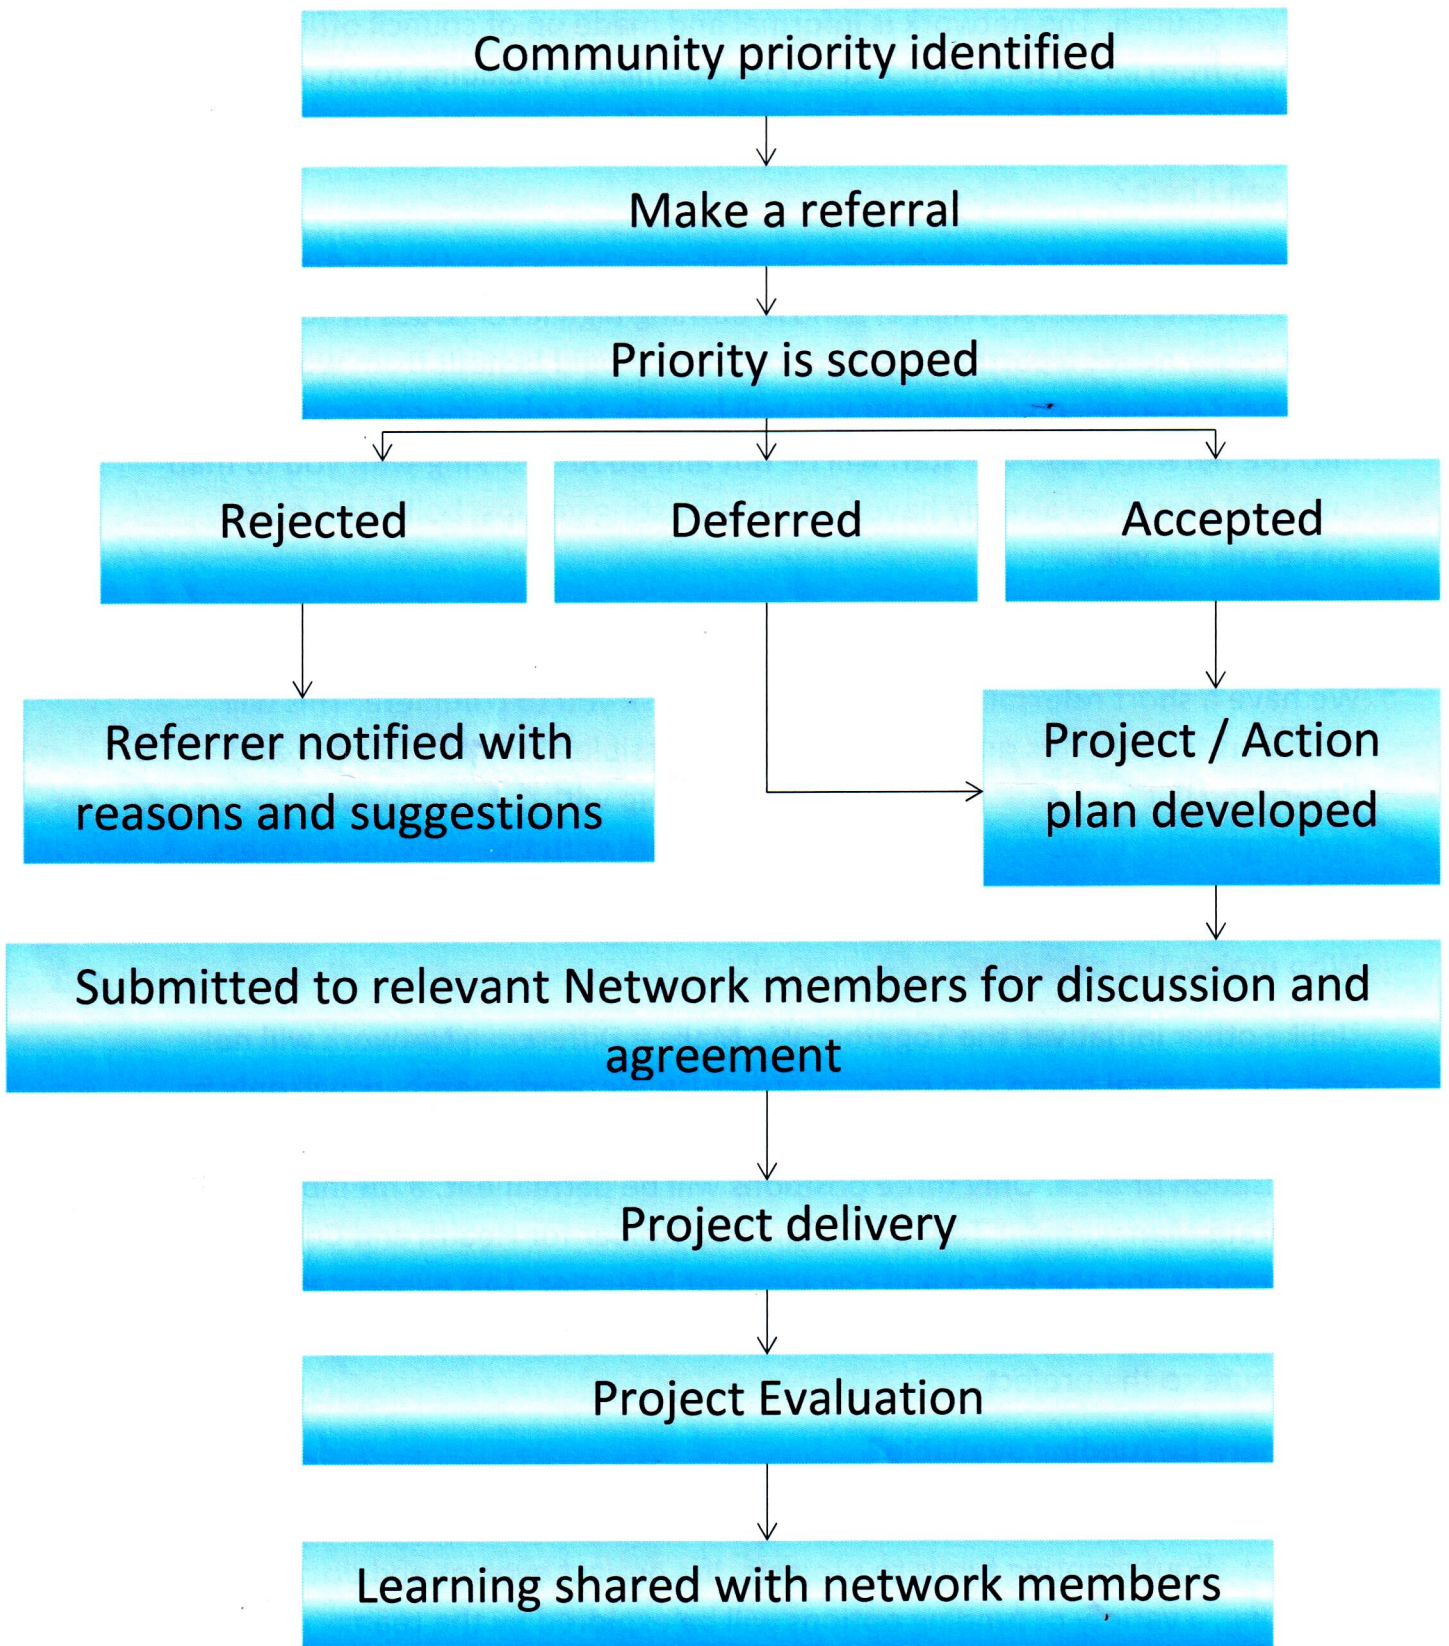 Community priority identified
Make a referral
Priority is scoped
Rejected
Deferred
Accepted
Referrer notified with
reasons and suggestions
Project / Action
plan developed
Submitted to relevant Network members for discussion and
agreement
Project delivery
Project Evaluation
Learning shared with network members